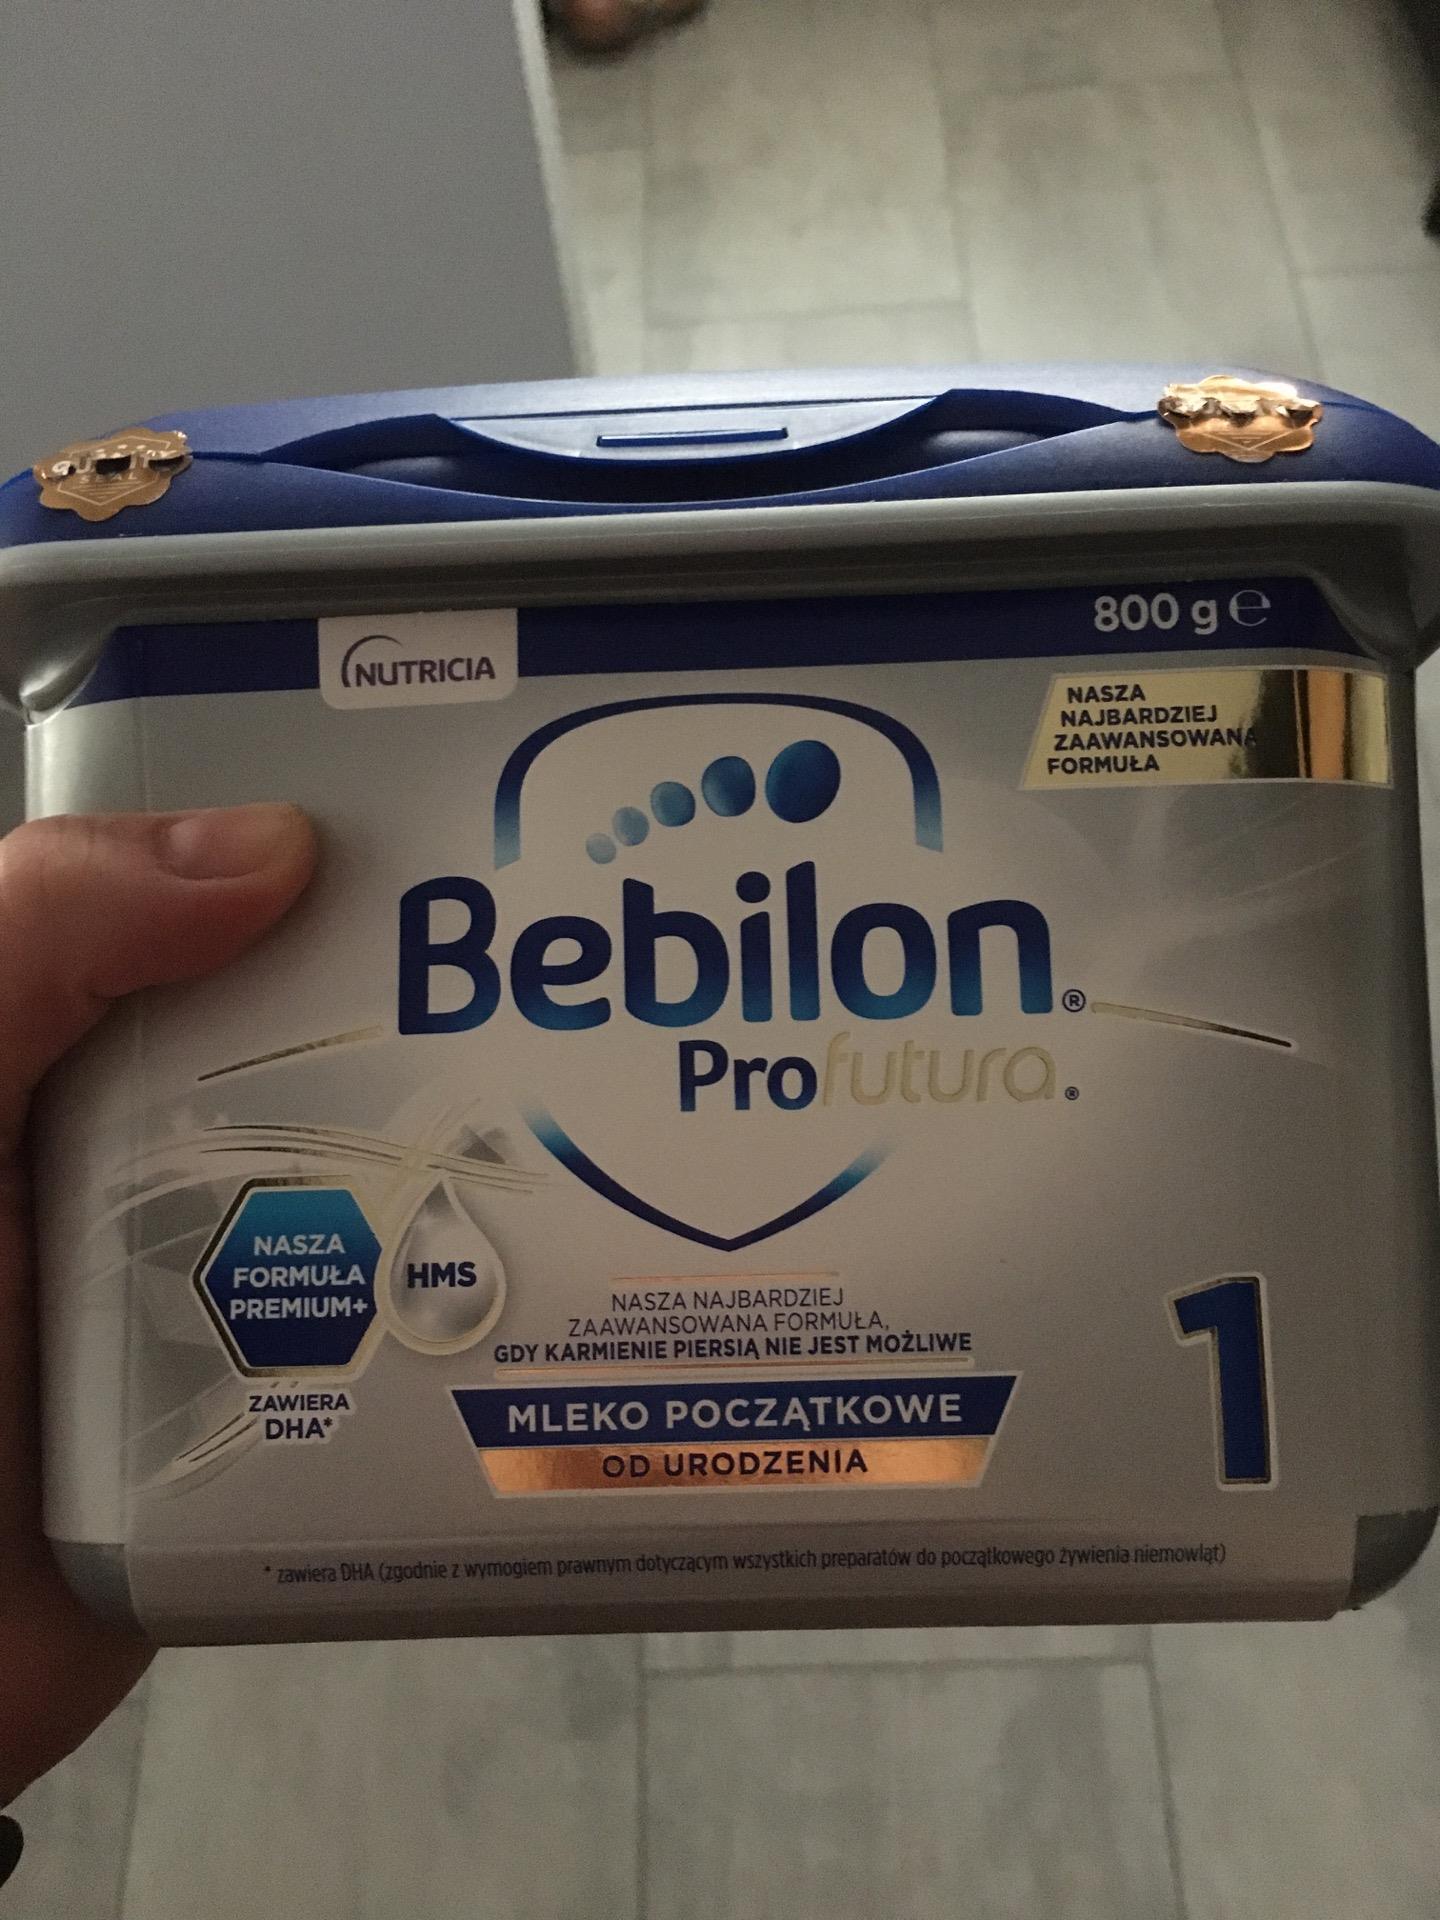 SEAL
800 g ℮
NUTRICIA
NASZA
NAJBARDZIEJ
ZAAWANSOWANA
FORMUŁA
Bebilon®
Profutura®
NASZA
FORMUŁA
PREMIUM+
HMS
ZAWIERA
DHA*
NASZA NAJBARDZIEJ
ZAAWANSOWANA FORMUŁA,
GDY KARMIENIE PIERSIĄ NIE JEST MOŻLIWE
MLEKO POCZĄTKOWE
OD URODZENIA
1
* zawiera DHA (zgodnie z wymogiem prawnym dotyczącym wszystkich preparatów do początkowego żywienia niemowląt)